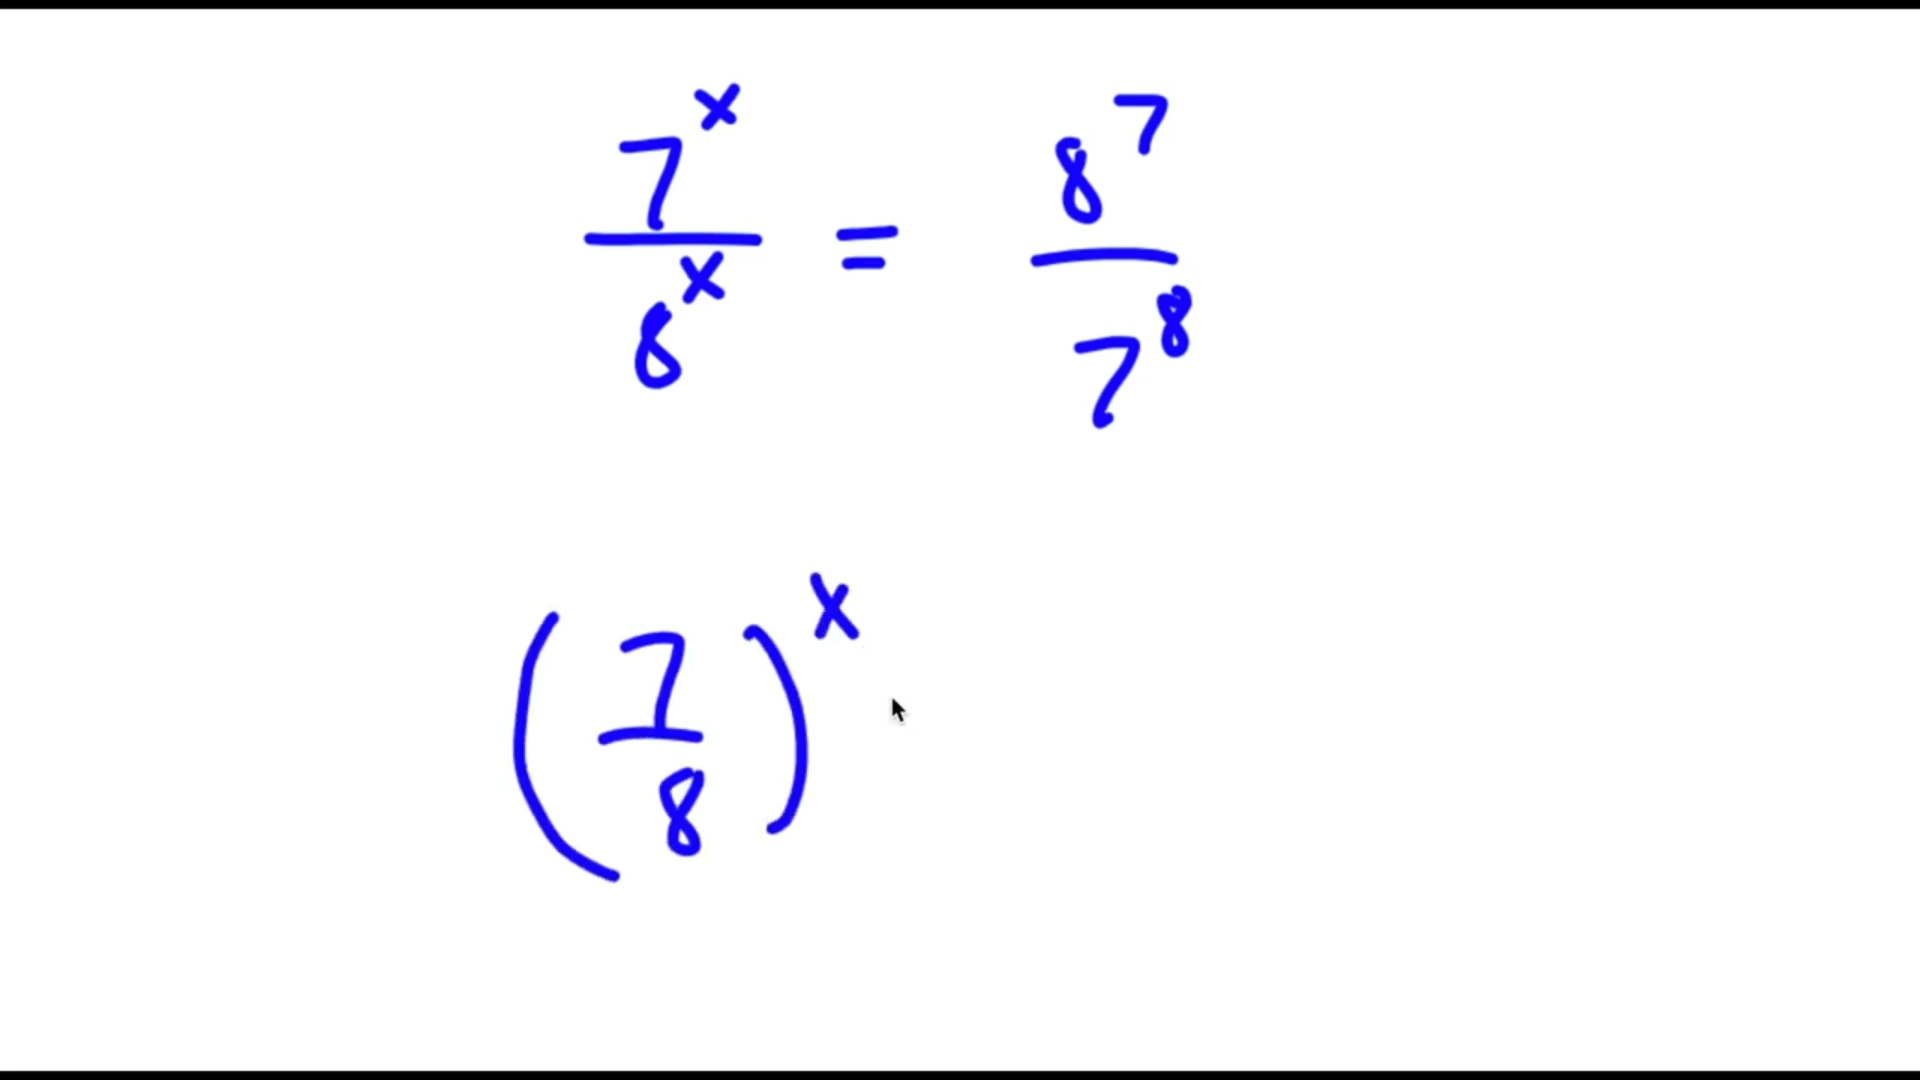 7^x / 8^x = 8^7 / 7^8
(7/8)^x